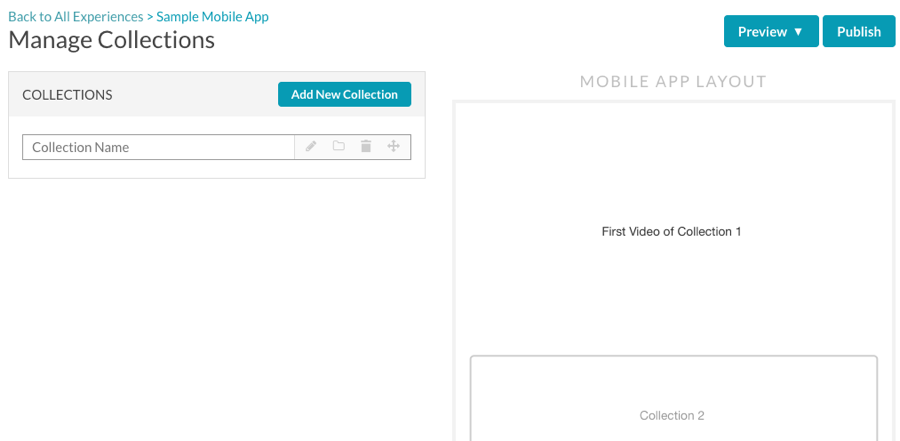 Back to All Experiences > Sample Mobile App
Manage Collections
Preview ▼
Publish
COLLECTIONS
Add New Collection
Collection Name
MOBILE APP LAYOUT
First Video of Collection 1
Collection 2